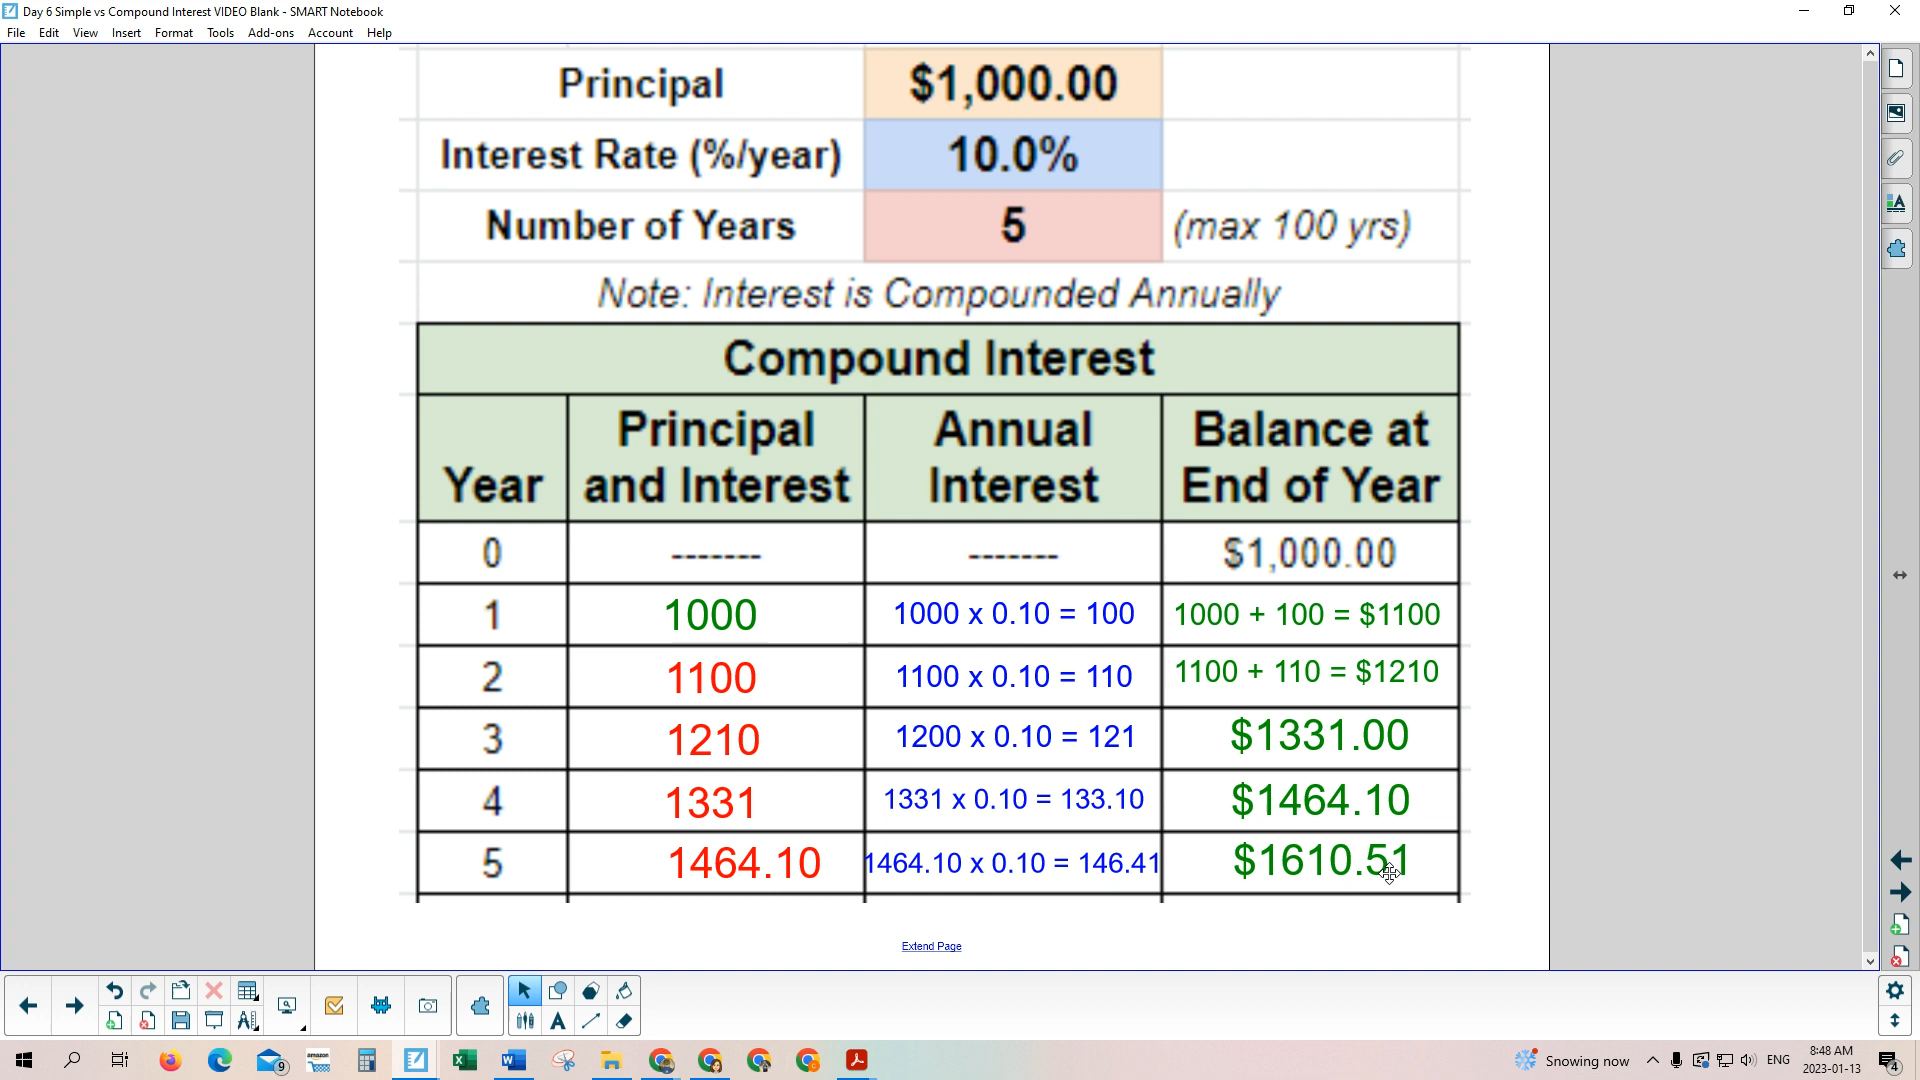 Day 6 Simple vs Compound Interest VIDEO Blank - SMART Notebook
File Edit View Insert Format Tools Add-ons Account Help
Principal $1,000.00
Interest Rate (%/year) 10.0%
Number of Years 5 (max 100 yrs)
Note: Interest is Compounded Annually
Compound Interest
Year Principal and Interest Annual Interest Balance at End of Year
0 ------- ------- $1,000.00
1 1000 1000 x 0.10 = 100 1000 + 100 = $1100
2 1100 1100 x 0.10 = 110 1100 + 110 = $1210
3 1210 1200 x 0.10 = 121 $1331.00
4 1331 1331 x 0.10 = 133.10 $1464.10
5 1464.10 1464.10 x 0.10 = 146.41 $1610.51
Extend Page
amazon
9
Snowing now
ENG
8:48 AM
2023-01-13
4